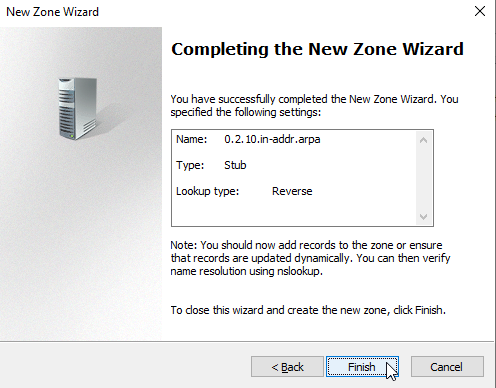 New Zone Wizard
Completing the New Zone Wizard
You have successfully completed the New Zone Wizard. You
specified the following settings:
Name: 0.2.10.in-addr.arpa
Type: Stub
Lookup type: Reverse
Note: You should now add records to the zone or ensure
that records are updated dynamically. You can then verify
name resolution using nslookup.
To close this wizard and create the new zone, click Finish.
< Back
Finish
Cancel